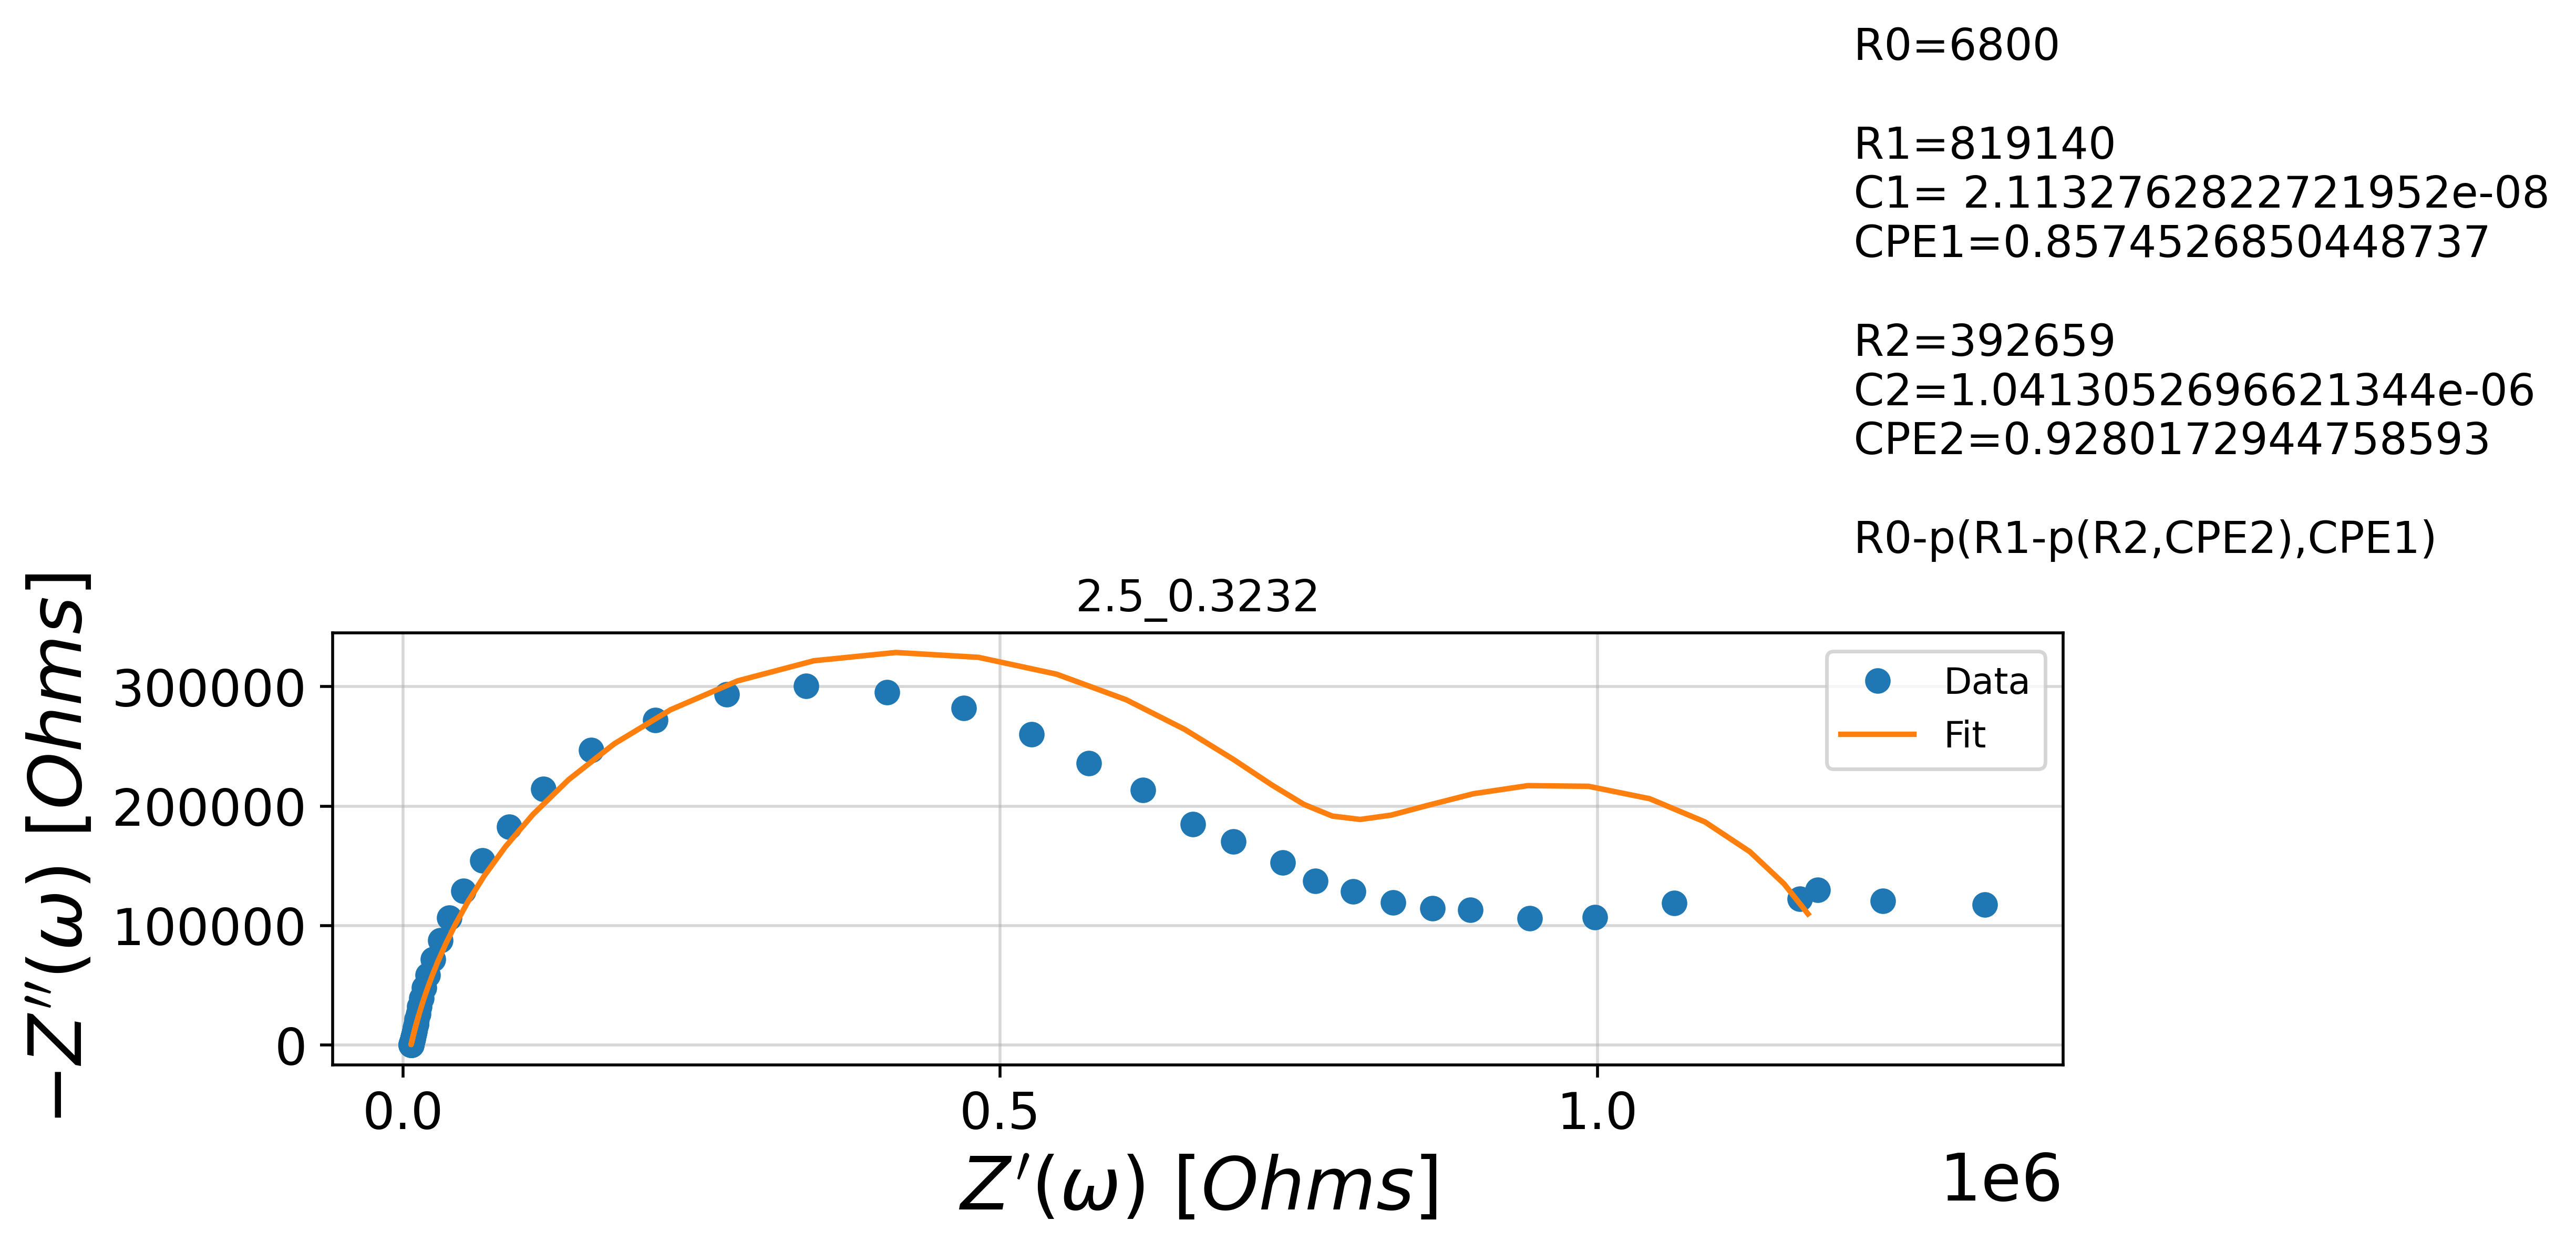 R0=6800
R1=819140
C1= 2.1132762822721952e-08
CPE1=0.8574526850448737
R2=392659
C2=1.0413052696621344e-06
CPE2=0.9280172944758593
R0-p(R1-p(R2,CPE2),CPE1)
2.5_0.3232
−Z′′(ω) [Ohms]
300000
200000
100000
0
Data
Fit
0.0 0.5 1.0
1e6
Z′(ω) [Ohms]